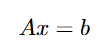 Ax = b